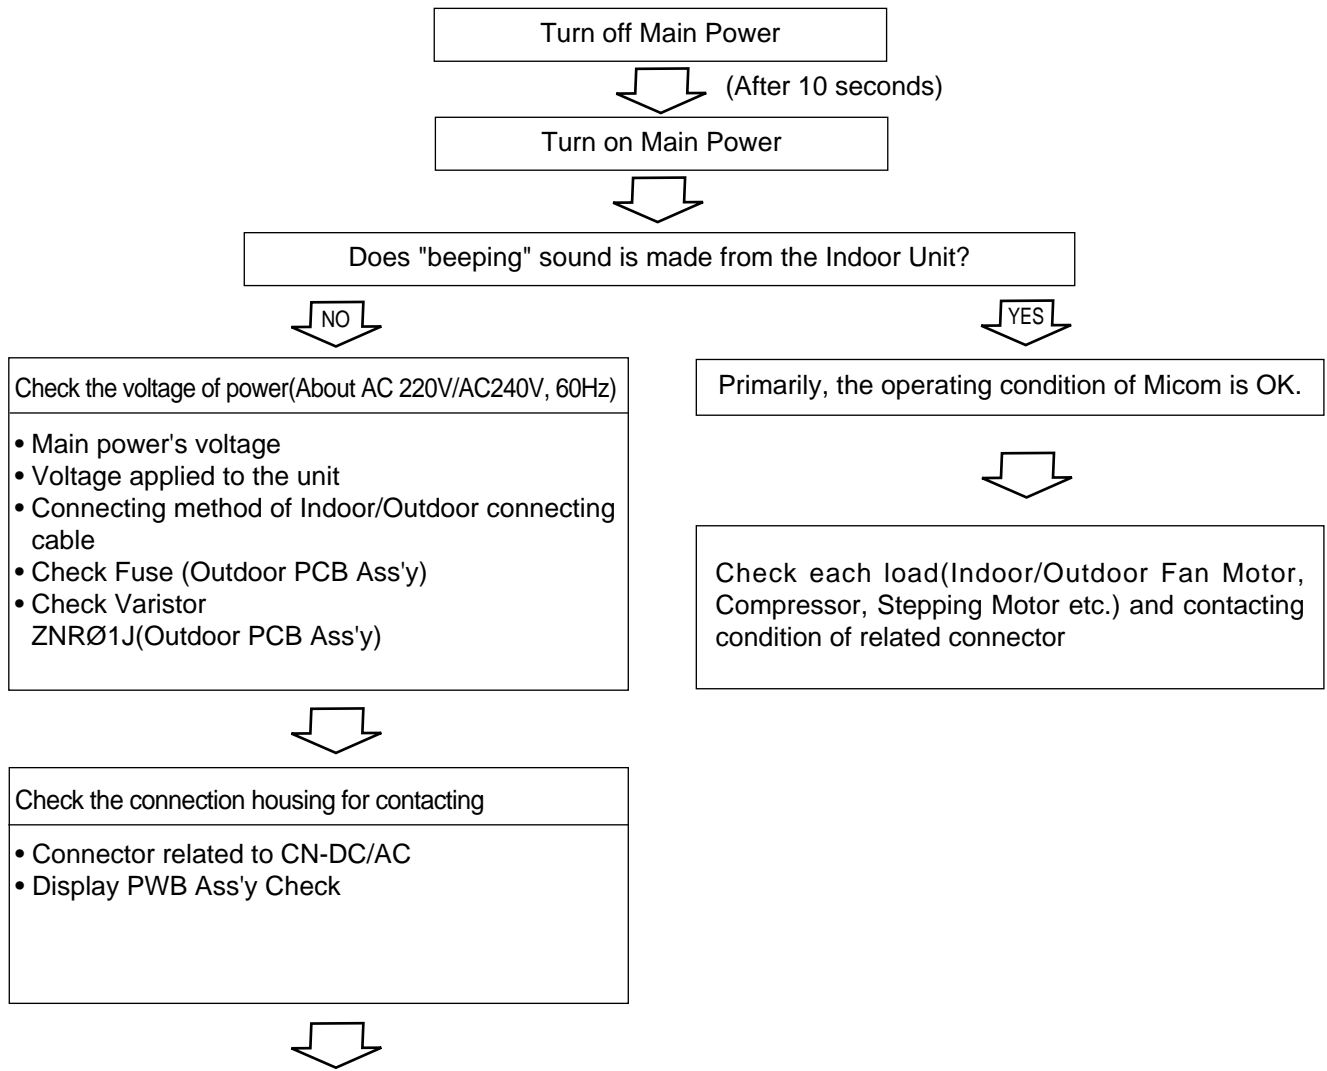 Turn off Main Power
(After 10 seconds)
Turn on Main Power
Does "beeping" sound is made from the Indoor Unit?
NO
YES
Check the voltage of power(About AC 220V/AC240V, 60Hz)
• Main power's voltage
• Voltage applied to the unit
• Connecting method of Indoor/Outdoor connecting
cable
• Check Fuse (Outdoor PCB Ass'y)
• Check Varistor
ZNRØ1J(Outdoor PCB Ass'y)
Primarily, the operating condition of Micom is OK.
Check each load(Indoor/Outdoor Fan Motor,
Compressor, Stepping Motor etc.) and contacting
condition of related connector
Check the connection housing for contacting
• Connector related to CN-DC/AC
• Display PWB Ass'y Check